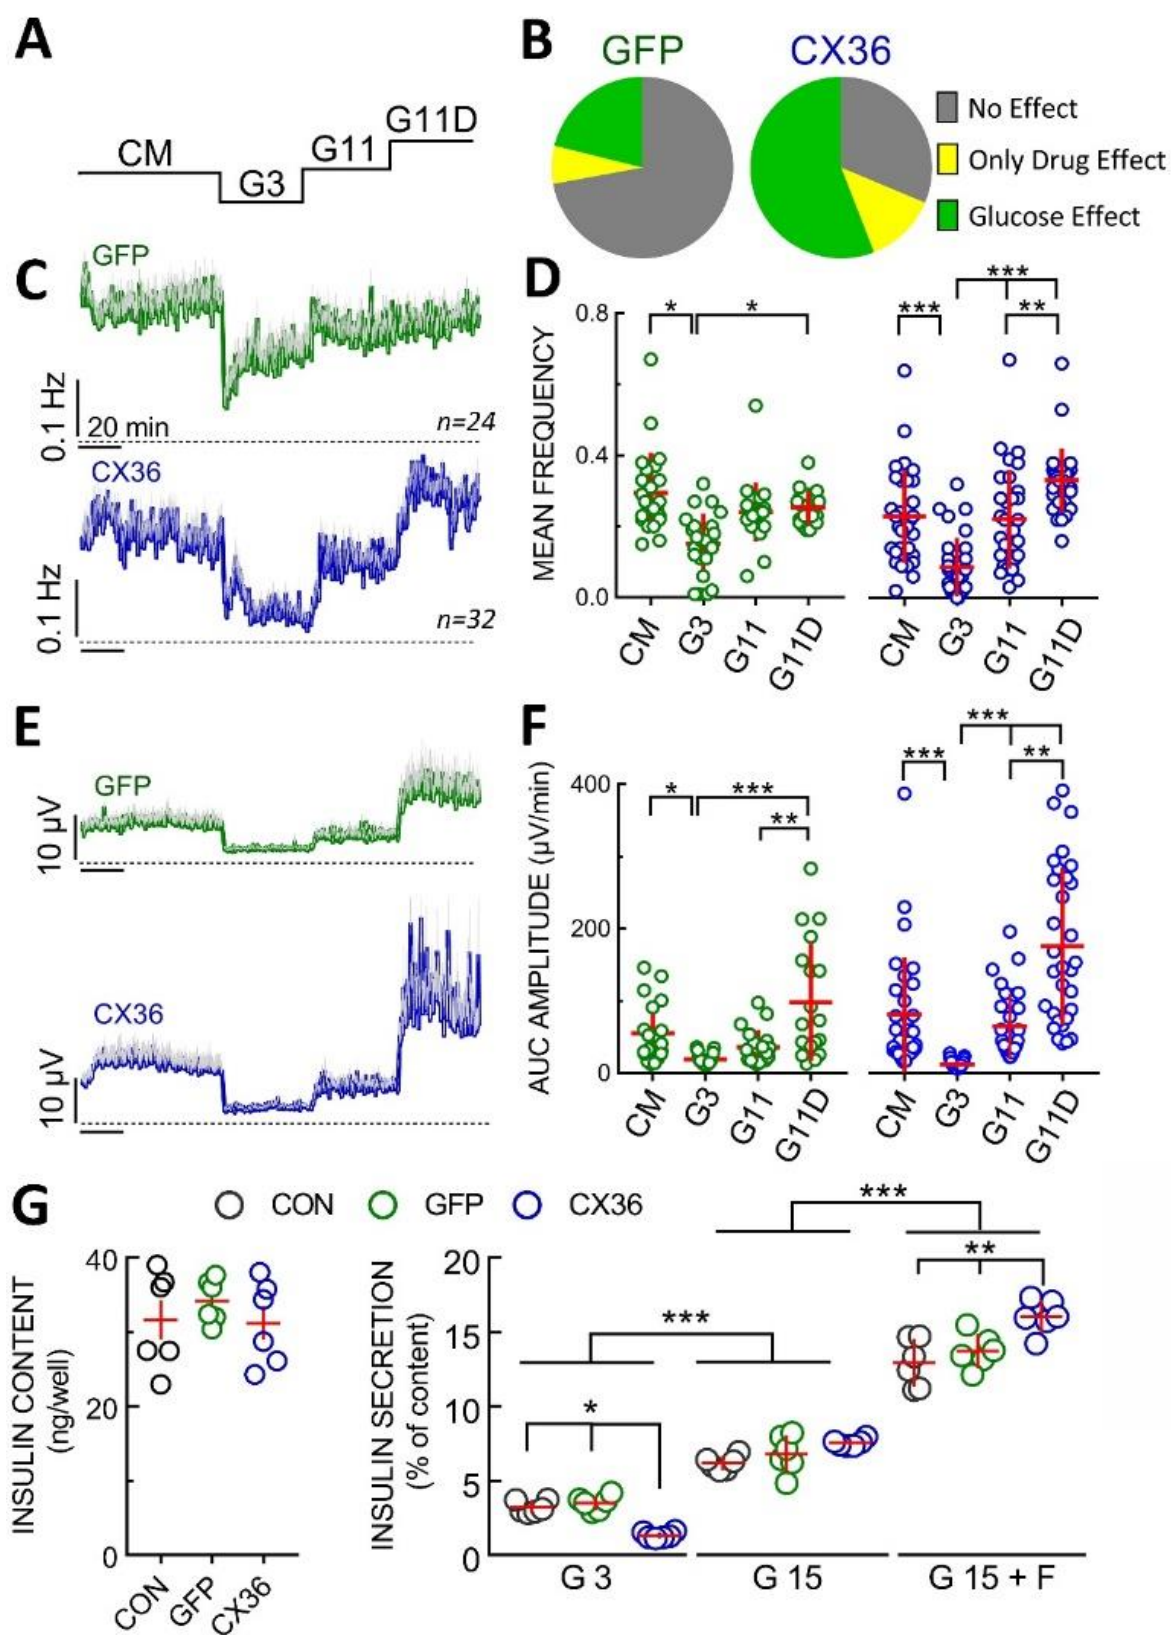 A
CM
G3
G11
G11D
B
GFP
CX36
No Effect
Only Drug Effect
Glucose Effect
C
GFP
0.1 Hz
20 min
n=24
CX36
0.1 Hz
n=32
D
MEAN FREQUENCY
0.8
0.4
0.0
*
*
***
***
**
CM
G3
G11
G11D
CM
G3
G11
G11D
E
GFP
10 µV
CX36
10 µV
F
AUC AMPLITUDE (µV/min)
400
200
0
*
***
**
***
***
**
CM
G3
G11
G11D
CM
G3
G11
G11D
G
CON
GFP
CX36
INSULIN CONTENT
(ng/well)
40
20
0
CON
GFP
CX36
INSULIN SECRETION
(% of content)
20
15
10
5
0
*
***
***
**
G 3
G 15
G 15 + F